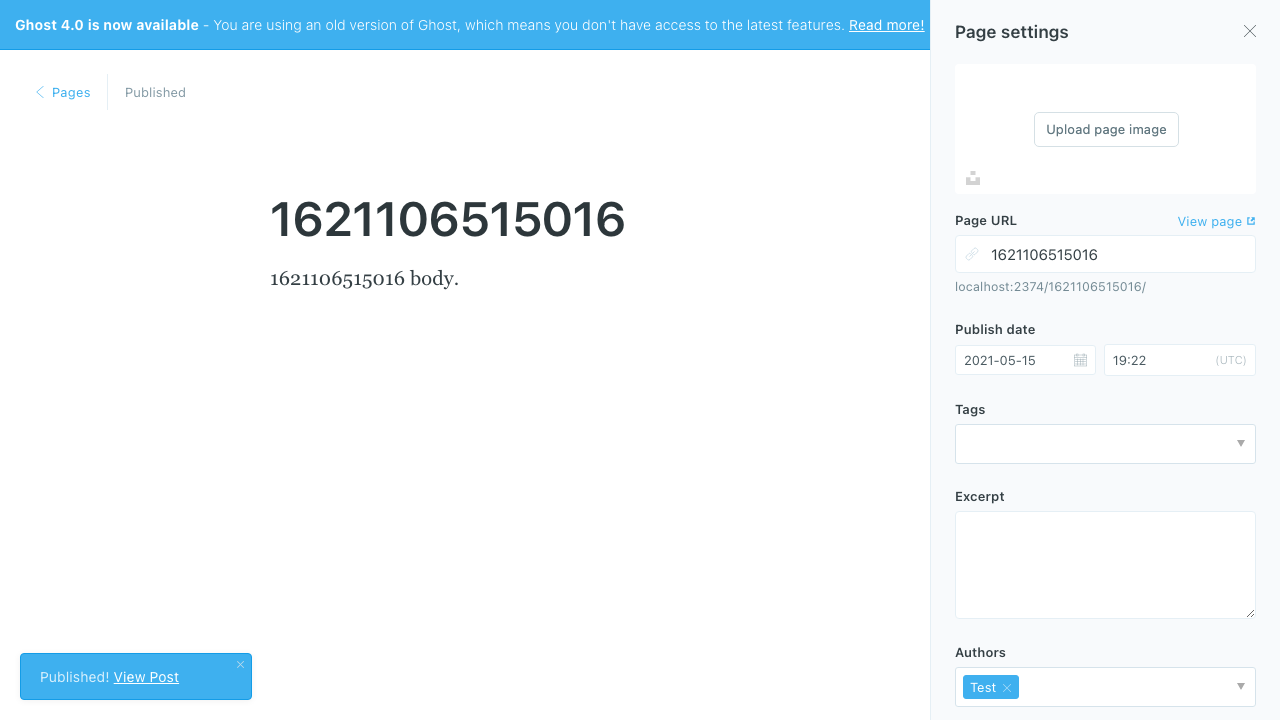 Ghost 4.0 is now available - You are using an old version of Ghost, which means you don't have access to the latest features. Read more!
Pages
Published
1621106515016
1621106515016 body.
Published! View Post
Page settings
Upload page image
Page URL
View page
1621106515016
localhost:2374/1621106515016/
Publish date
2021-05-15
19:22
(UTC)
Tags
Excerpt
Authors
Test